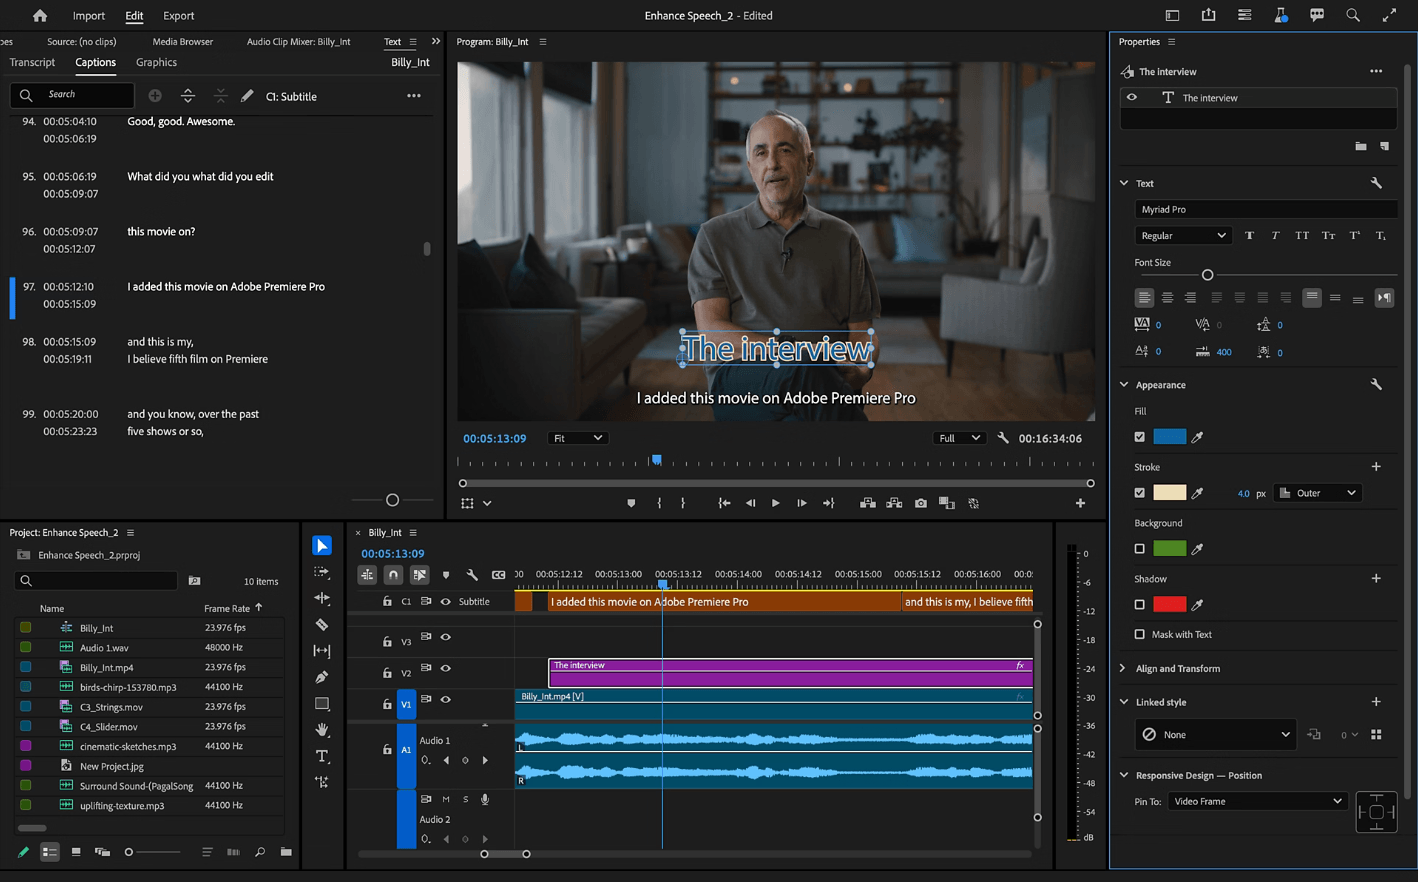 Import
Edit
Export
Enhance Speech_2 - Edited
pes
Source: (no clips)
Media Browser
Audio Clip Mixer: Billy_Int
Text
Transcript
Captions
Graphics
Billy_Int
Search
C1: Subtitle
94. 00:05:04:10 Good, good. Awesome.
00:05:06:19
95. 00:05:06:19 What did you what did you edit
00:05:09:07
96. 00:05:09:07 this movie on?
00:05:12:07
97. 00:05:12:10 I added this movie on Adobe Premiere Pro
00:05:15:09
98. 00:05:15:09 and this is my,
00:05:19:11 I believe fifth film on Premiere
99. 00:05:20:00 and you know, over the past
00:05:23:23 five shows or so,
Program: Billy_Int
The interview
I added this movie on Adobe Premiere Pro
00:05:13:09
Fit
Full
00:16:34:06
Properties
The interview
The interview
Text
Myriad Pro
Regular
T T TT Tt T¹ T₁
Font Size
VA 0
V/A 0
0
0
400
0
Appearance
Fill
Stroke
4.0 px
Outer
Background
Shadow
Mask with Text
Align and Transform
Linked style
None
0
Responsive Design — Position
Pin To: Video Frame
Project: Enhance Speech_2
Enhance Speech_2.prproj
10 items
Name
Frame Rate
Billy_Int 23.976 fps
Audio 1.wav 48000 Hz
Billy_Int.mp4 23.976 fps
birds-chirp-153780.mp3 44100 Hz
C3_Strings.mov 23.976 fps
C4_Slider.mov 23.976 fps
cinematic-sketches.mp3 44100 Hz
New Project.jpg
Surround Sound-(PagalSong 44100 Hz
uplifting-texture.mp3 44100 Hz
Billy_Int
00:05:13:09
CC
:00 00:05:12:12 00:05:13:00 00:05:13:12 00:05:14:00 00:05:14:12 00:05:15:00 00:05:15:12 00:05:16:00 00:0
C1 Subtitle
I added this movie on Adobe Premiere Pro
and this is my, I believe fifth
V3
V2
The interview
fx
V1
Billy_Int.mp4 [V]
fx
A1
Audio 1
0.
L
R
M S
Audio 2
0.
0
-6
-12
-18
-24
-30
-36
-42
-48
-54
dB